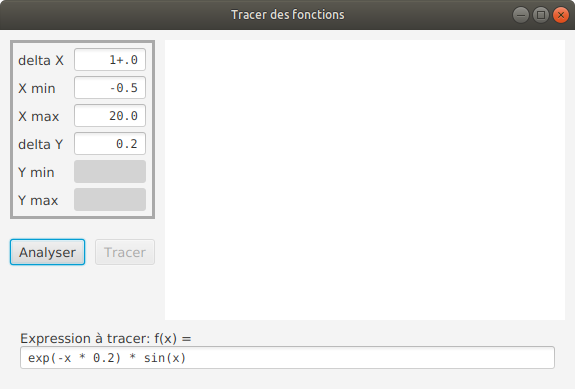 Tracer des fonctions
delta X 1+.0
X min -0.5
X max 20.0
delta Y 0.2
Y min
Y max
Analyser Tracer
Expression à tracer: f(x) =
exp(-x * 0.2) * sin(x)